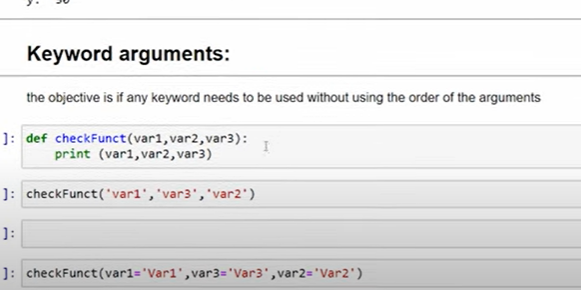 Keyword arguments:
the objective is if any keyword needs to be used without using the order of the arguments
]: def checkFunct(var1,var2,var3):
print (var1,var2,var3)
]: checkFunct('var1','var3','var2')
]:
]: checkFunct(var1='Var1',var3='Var3',var2='Var2')